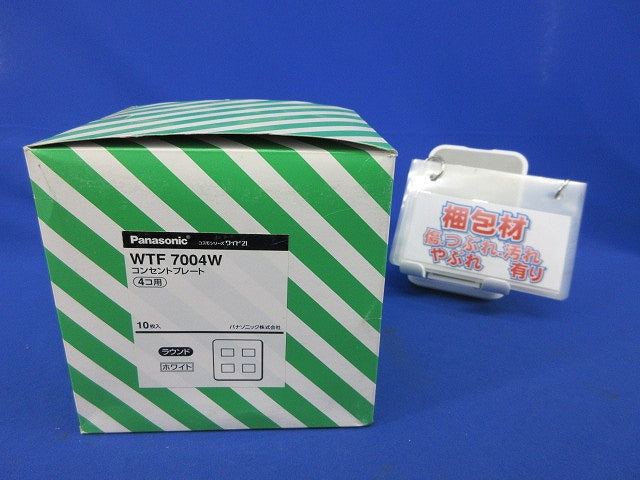 Panasonic コスモシリーズワイド21
WTF 7004W
コンセントプレート
4コ用
10枚入
パナソニック株式会社
ラウンド
ホワイト
梱包材
傷・つぶれ・汚れ
やぶれ 有り